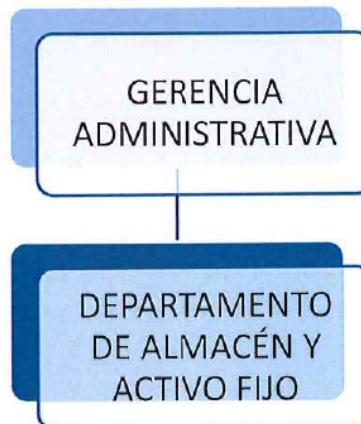 GERENCIA
ADMINISTRATIVA
DEPARTAMENTO
DE ALMACÉN Y
ACTIVO FIJO